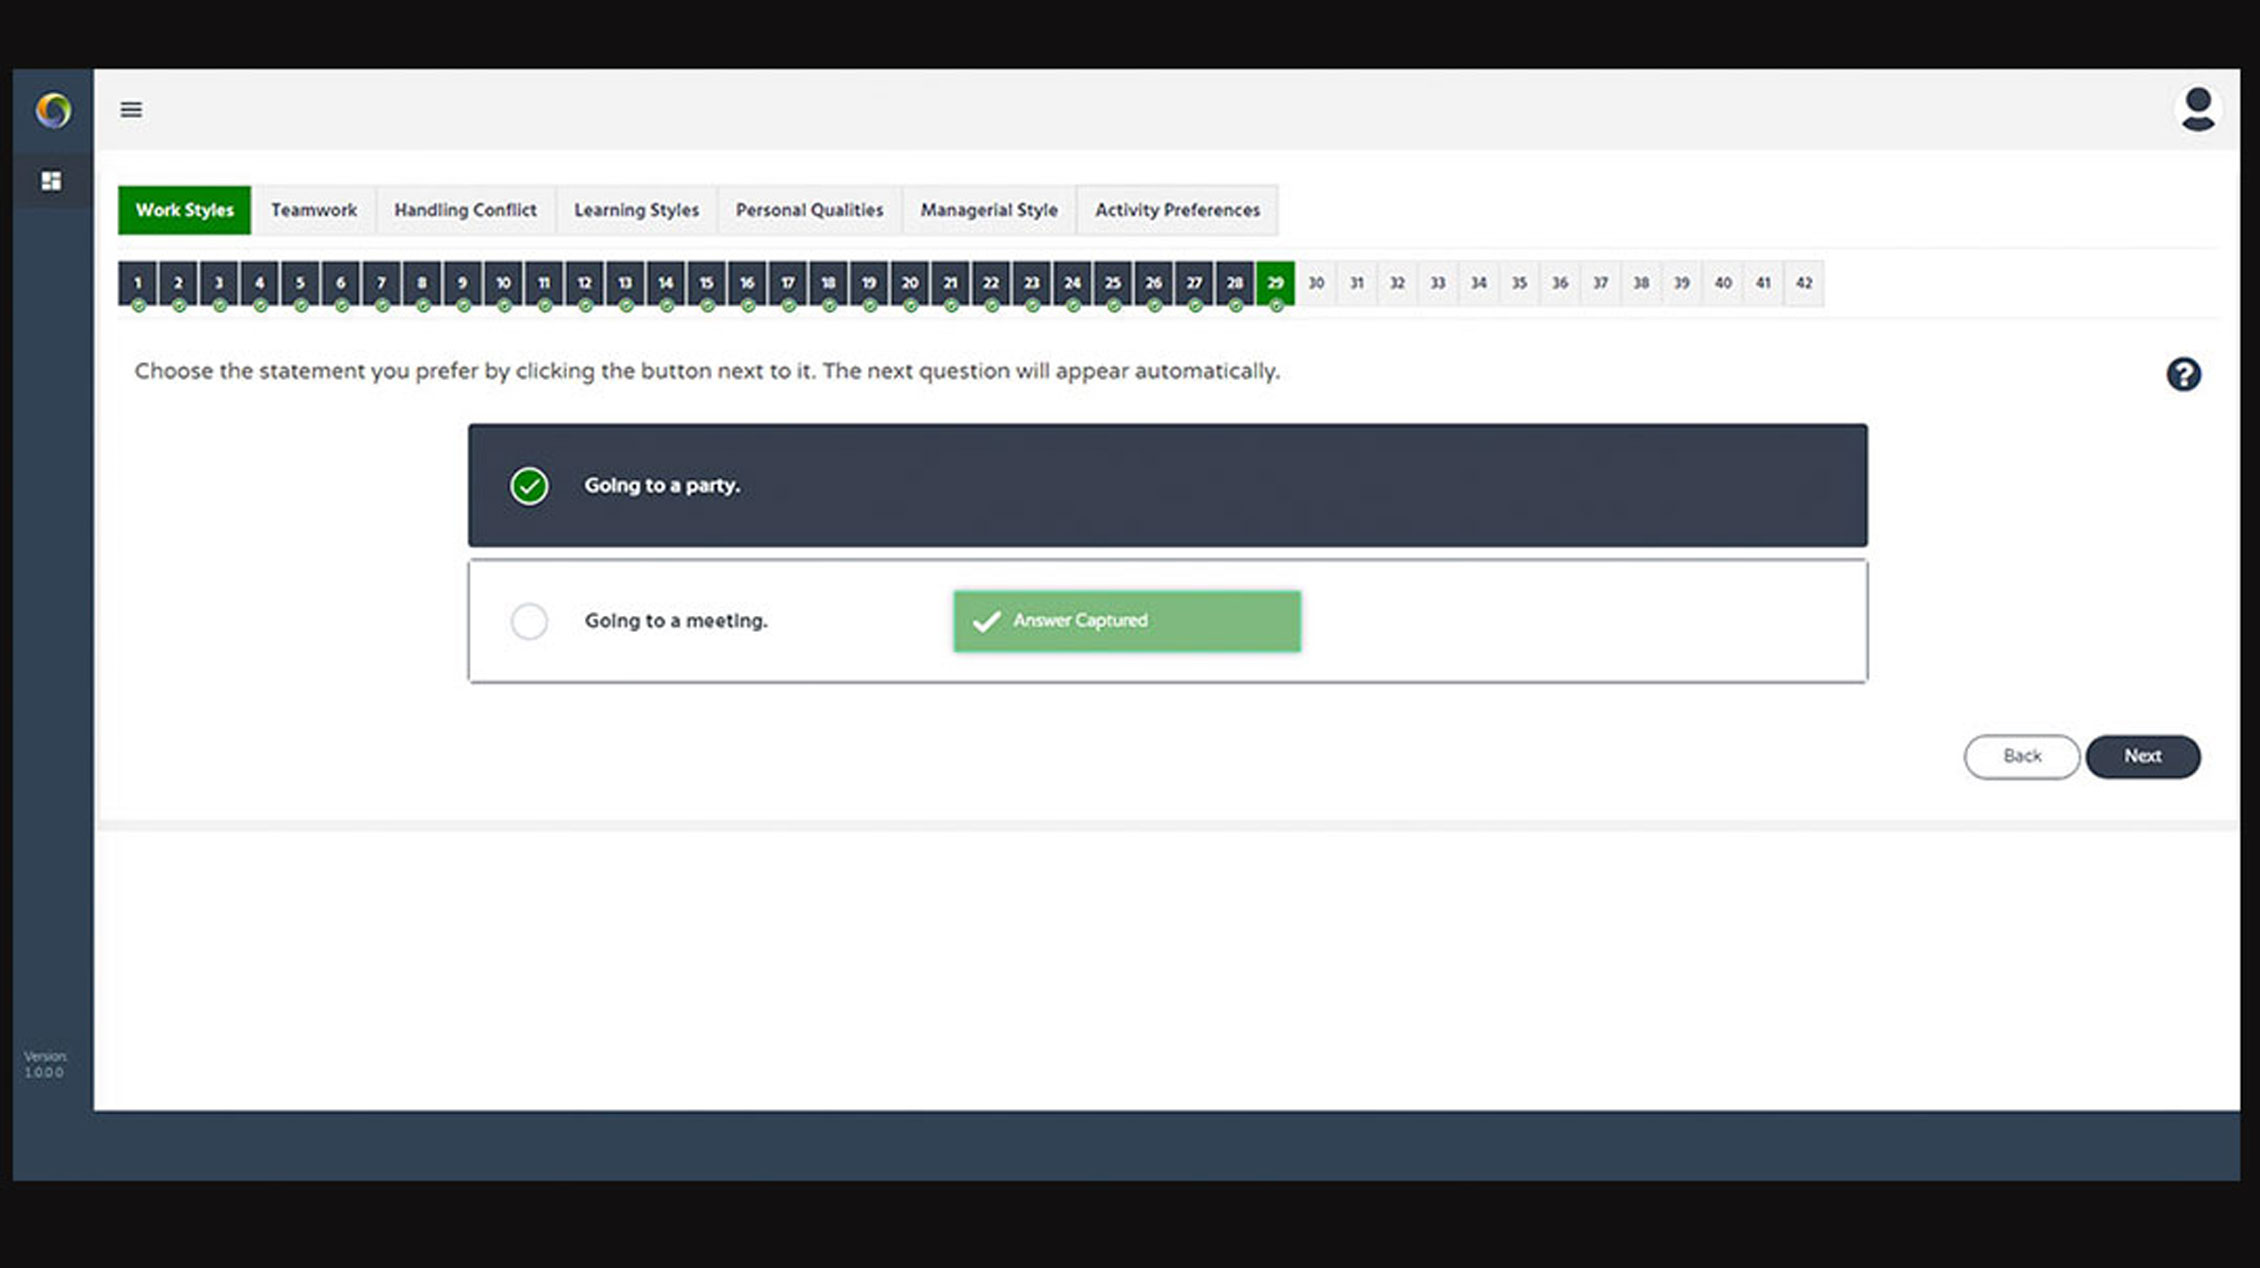 Work Styles Teamwork Handling Conflict Learning Styles Personal Qualities Managerial Style Activity Preferences
1 2 3 4 5 6 7 8 9 10 11 12 13 14 15 16 17 18 19 20 21 22 23 24 25 26 27 28 29 30 31 32 33 34 35 36 37 38 39 40 41 42
Choose the statement you prefer by clicking the button next to it. The next question will appear automatically.
?
Going to a party.
Going to a meeting.
Answer Captured
Back Next
Version:
1.0.0.0